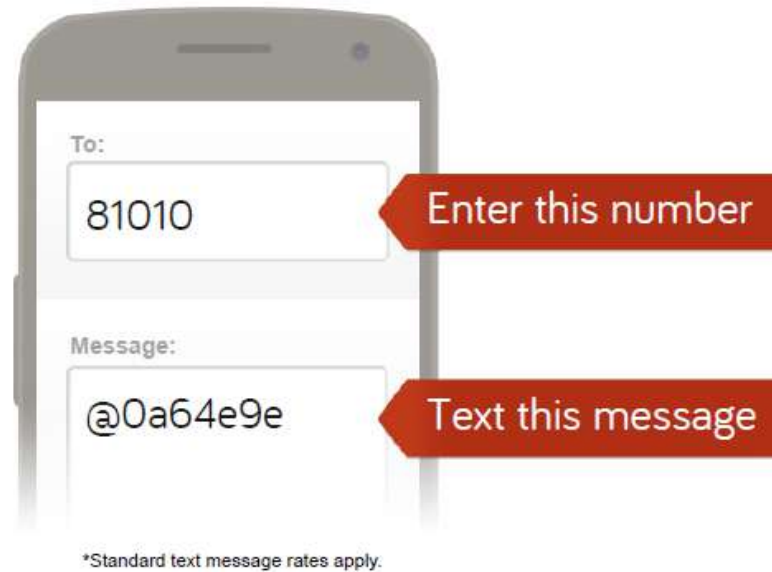 To:
81010
Enter this number
Message:
@0a64e9e
Text this message
*Standard text message rates apply.